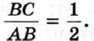 BC/AB = 1/2.